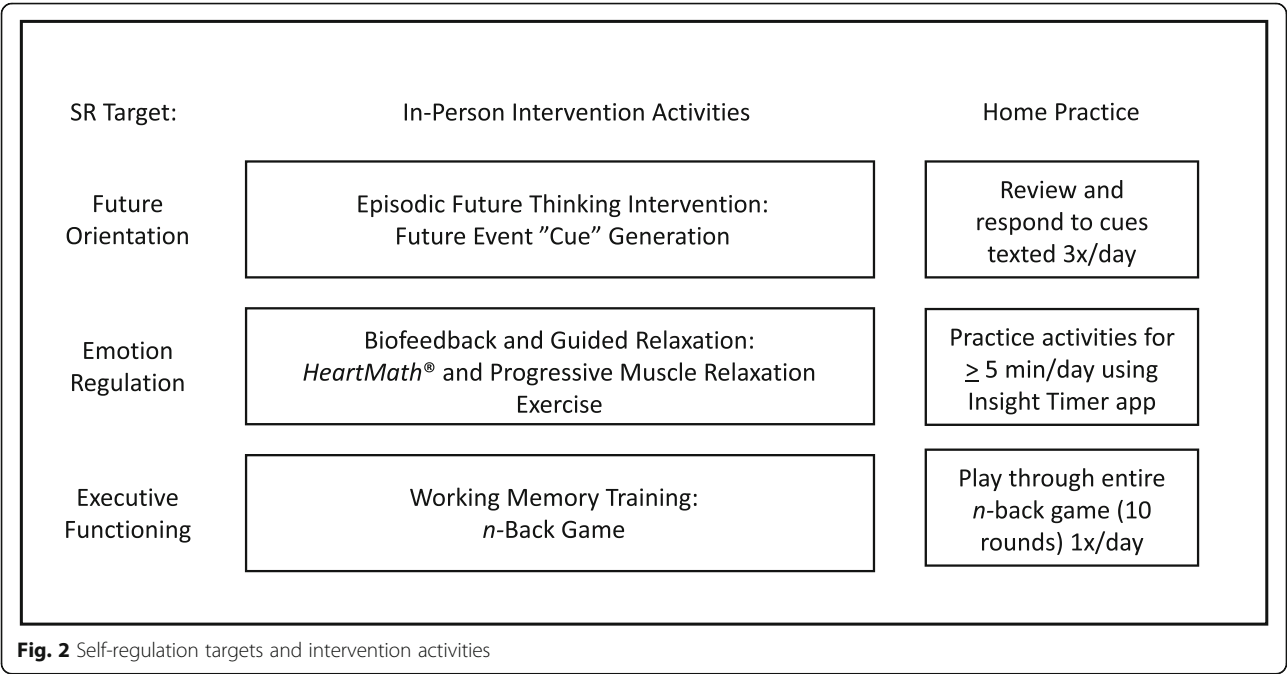 SR Target:
In-Person Intervention Activities
Home Practice
Future
Orientation
Episodic Future Thinking Intervention:
Future Event ”Cue” Generation
Review and
respond to cues
texted 3x/day
Emotion
Regulation
Biofeedback and Guided Relaxation:
HeartMath® and Progressive Muscle Relaxation
Exercise
Practice activities for
≥ 5 min/day using
Insight Timer app
Executive
Functioning
Working Memory Training:
n-Back Game
Play through entire
n-back game (10
rounds) 1x/day
Fig. 2 Self-regulation targets and intervention activities